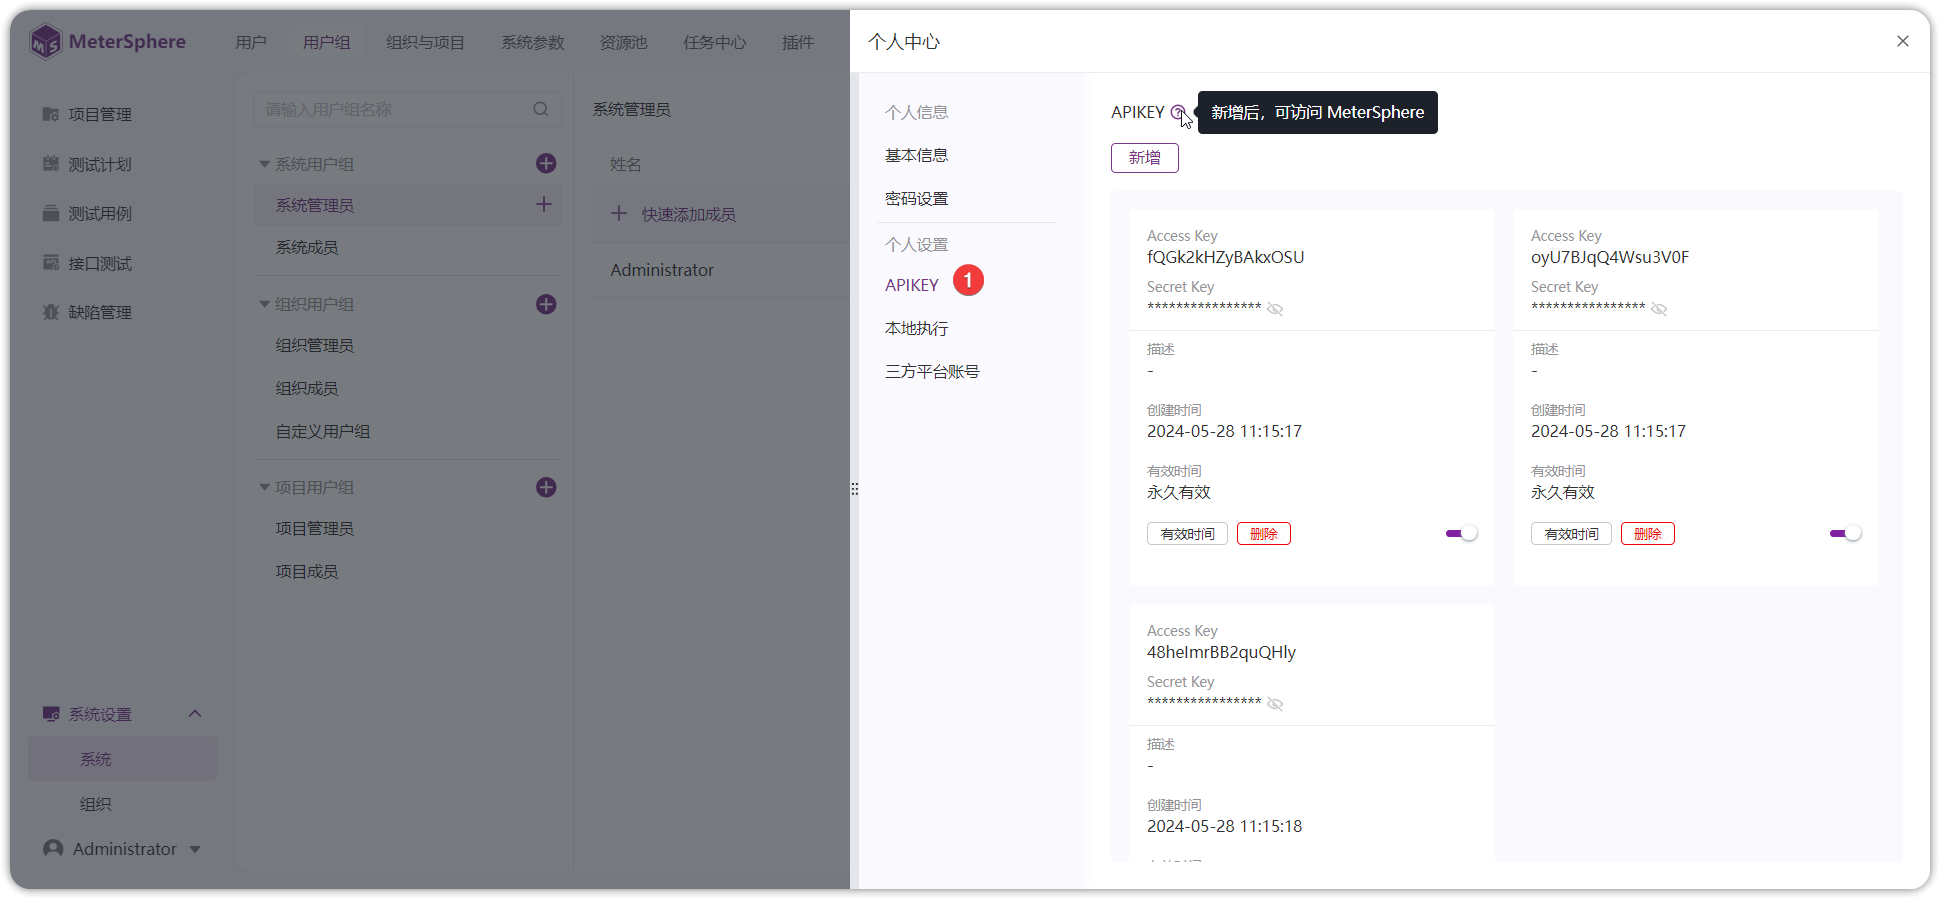 MeterSphere
用户
用户组
组织与项目
系统参数
资源池
任务中心
插件
项目管理
测试计划
测试用例
接口测试
缺陷管理
系统设置
系统
组织
Administrator
请输入用户组名称
系统用户组
系统管理员
系统成员
组织用户组
组织管理员
组织成员
自定义用户组
项目用户组
项目管理员
项目成员
系统管理员
姓名
快速添加成员
Administrator
个人中心
个人信息
基本信息
密码设置
个人设置
APIKEY
1
本地执行
三方平台账号
APIKEY
新增后，可访问 MeterSphere
新增
Access Key
fQGk2kHZyBAkxOSU
Secret Key
****************
描述
-
创建时间
2024-05-28 11:15:17
有效时间
永久有效
有效时间
删除
Access Key
oyU7BJqQ4Wsu3V0F
Secret Key
****************
描述
-
创建时间
2024-05-28 11:15:17
有效时间
永久有效
有效时间
删除
Access Key
48heImrBB2quQHly
Secret Key
****************
描述
-
创建时间
2024-05-28 11:15:18